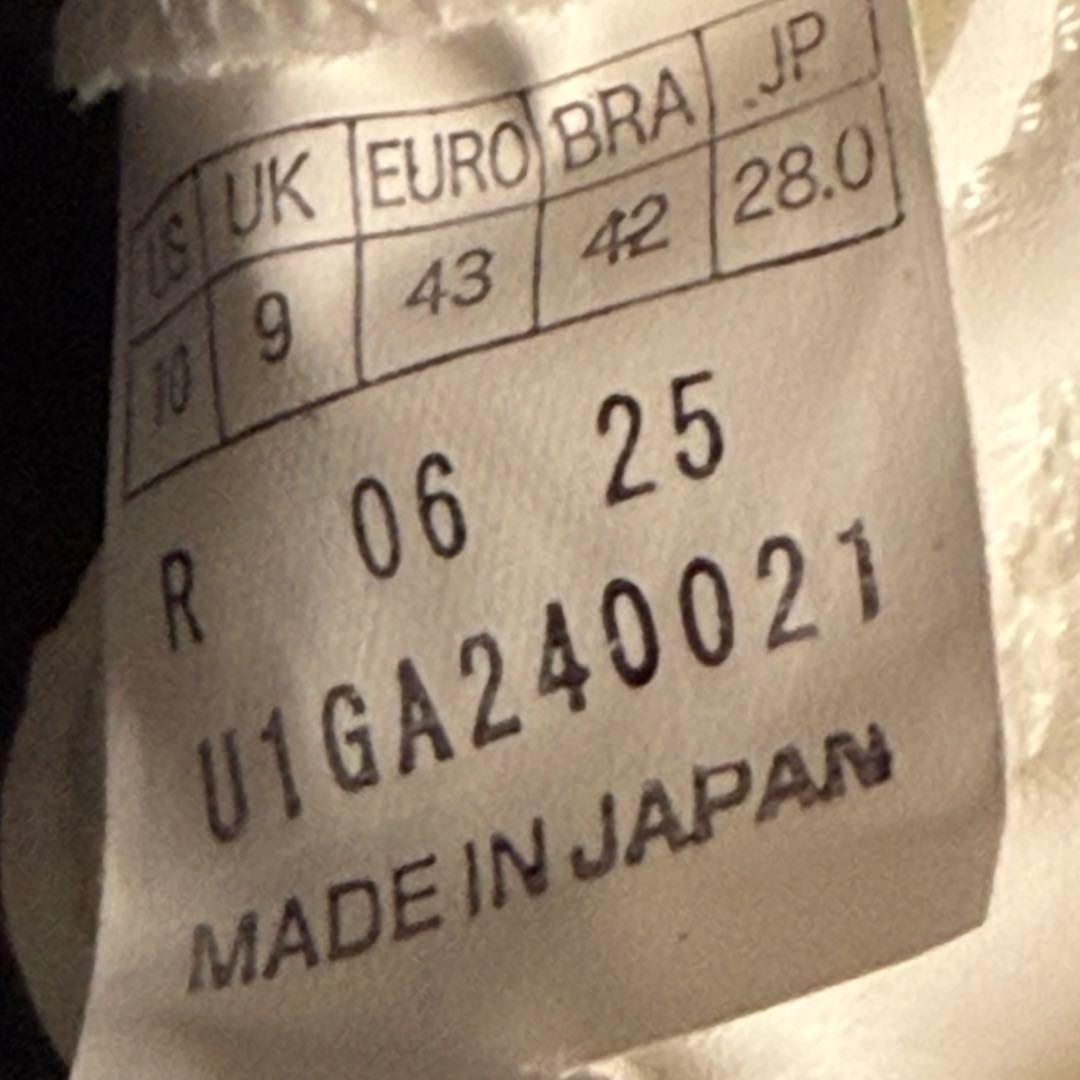 US UK EURO BRA JP
10 9 43 42 28.0
R 06 25
U1GA240021
MADE IN JAPAN